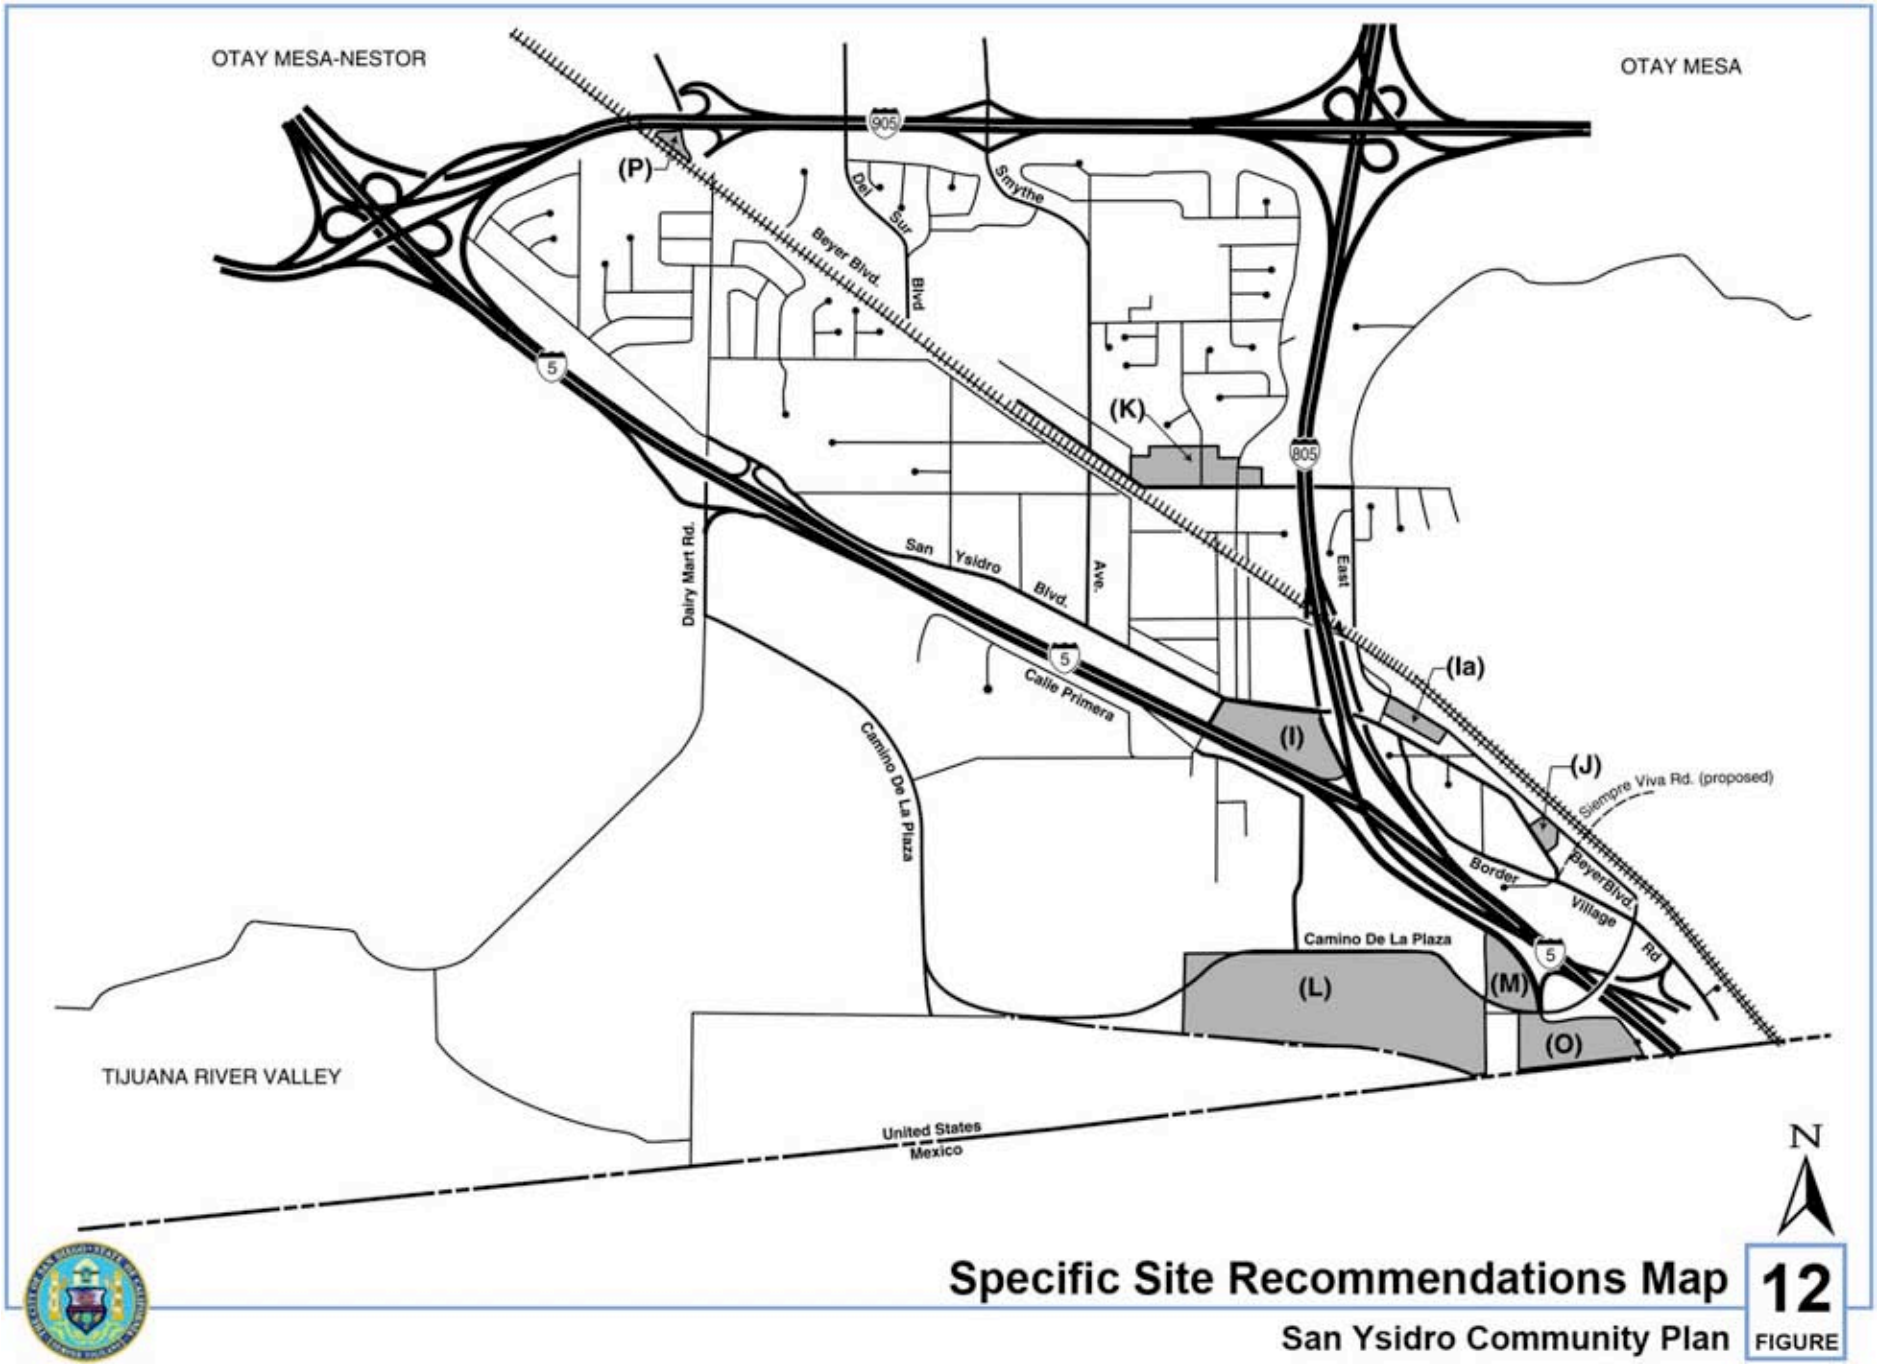 OTAY MESA-NESTOR
OTAY MESA
905
(P)
Del
Sur
Blvd
Smythe
Beyer Blvd.
5
(K)
805
Dairy Mart Rd.
San
Ysidro
Blvd.
Ave.
East
5
Calle Primera
(Ia)
(I)
(J)
Siempre Viva Rd. (proposed)
Camino De La Plaza
Border
Village
Rd
Beyer Blvd.
Camino De La Plaza
5
(L)
(M)
(O)
TIJUANA RIVER VALLEY
United States
Mexico
N
Specific Site Recommendations Map
San Ysidro Community Plan
12
FIGURE